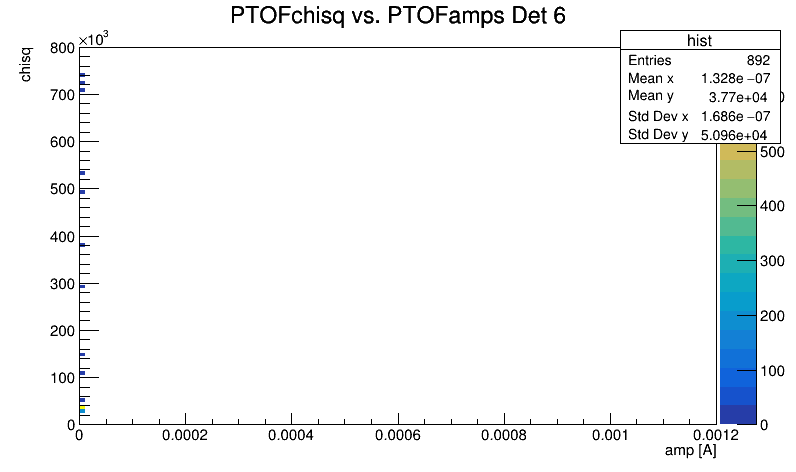 PTOFchisq vs. PTOFamps Det 6
×10³
chisq
hist
Entries 892
Mean x 1.328e −07
Mean y 3.77e+04
Std Dev x 1.686e −07
Std Dev y 5.096e+04
800
700
600
500
400
300
200
100
0
0 0.0002 0.0004 0.0006 0.0008 0.001 0.0012
amp [A]
500
400
300
200
100
0